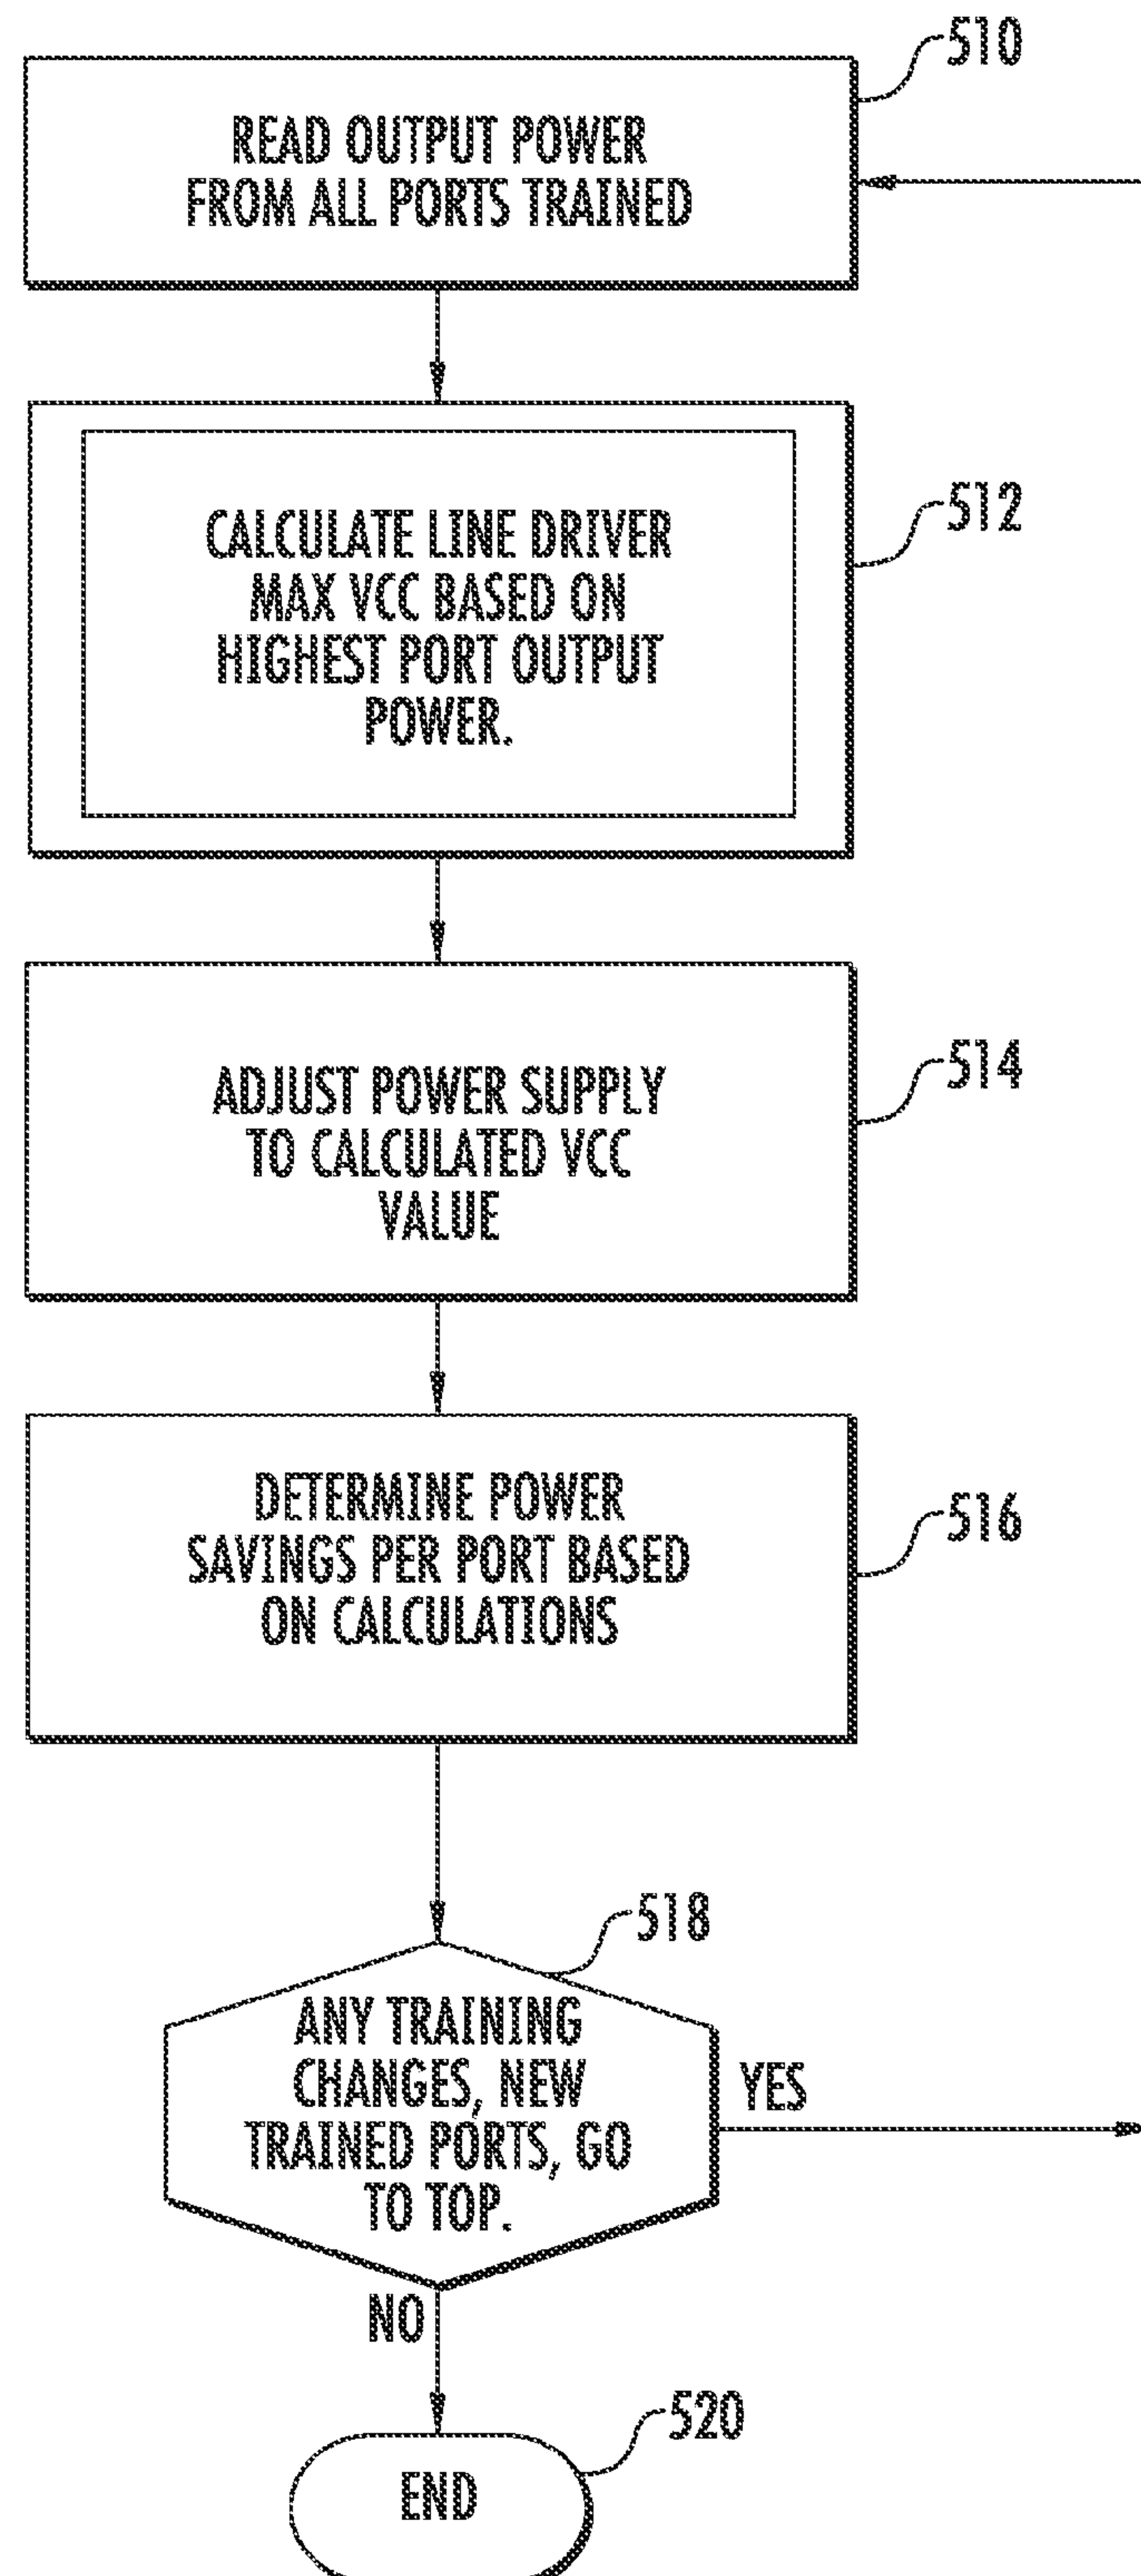 510
READ OUTPUT POWER
FROM ALL PORTS TRAINED
512
CALCULATE LINE DRIVER
MAX VCC BASED ON
HIGHEST PORT OUTPUT
POWER.
514
ADJUST POWER SUPPLY
TO CALCULATED VCC
VALUE
516
DETERMINE POWER
SAVINGS PER PORT BASED
ON CALCULATIONS
518
ANY TRAINING
CHANGES, NEW
TRAINED PORTS, GO
TO TOP.
YES
NO
520
END